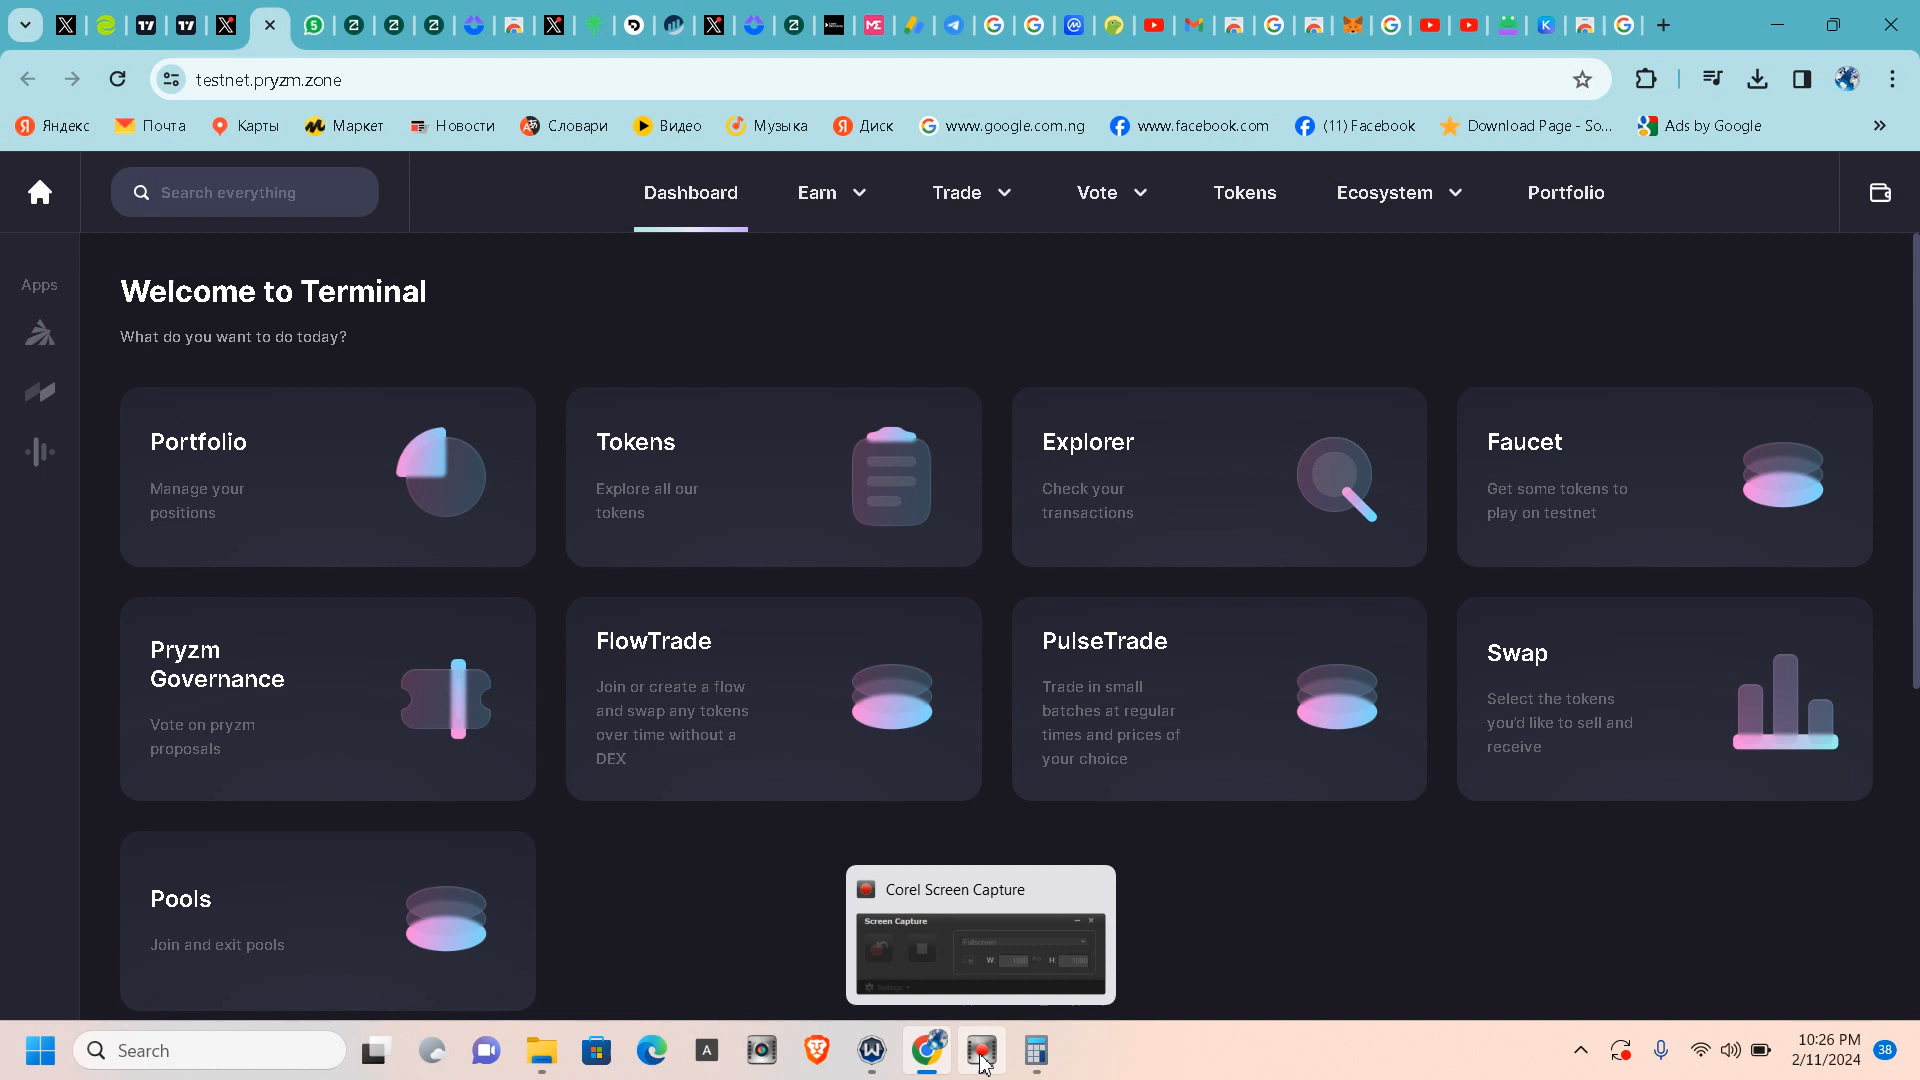 testnet.pryzm.zone
Яндекс
Почта
Карты
Маркет
Новости
Словари
Видео
Музыка
Диск
www.google.com.ng
www.facebook.com
(11) Facebook
Download Page - So...
Ads by Google
Search everything
Dashboard
Earn
Trade
Vote
Tokens
Ecosystem
Portfolio
Apps
Welcome to Terminal
What do you want to do today?
Portfolio
Manage your
positions
Tokens
Explore all our
tokens
Explorer
Check your
transactions
Faucet
Get some tokens to
play on testnet
Pryzm
Governance
Vote on pryzm
proposals
FlowTrade
Join or create a flow
and swap any tokens
over time without a
DEX
PulseTrade
Trade in small
batches at regular
times and prices of
your choice
Swap
Select the tokens
you'd like to sell and
receive
Pools
Join and exit pools
Corel Screen Capture
Screen Capture
Fullscreen
W:
H:
Settings
Search
10:26 PM
2/11/2024
38